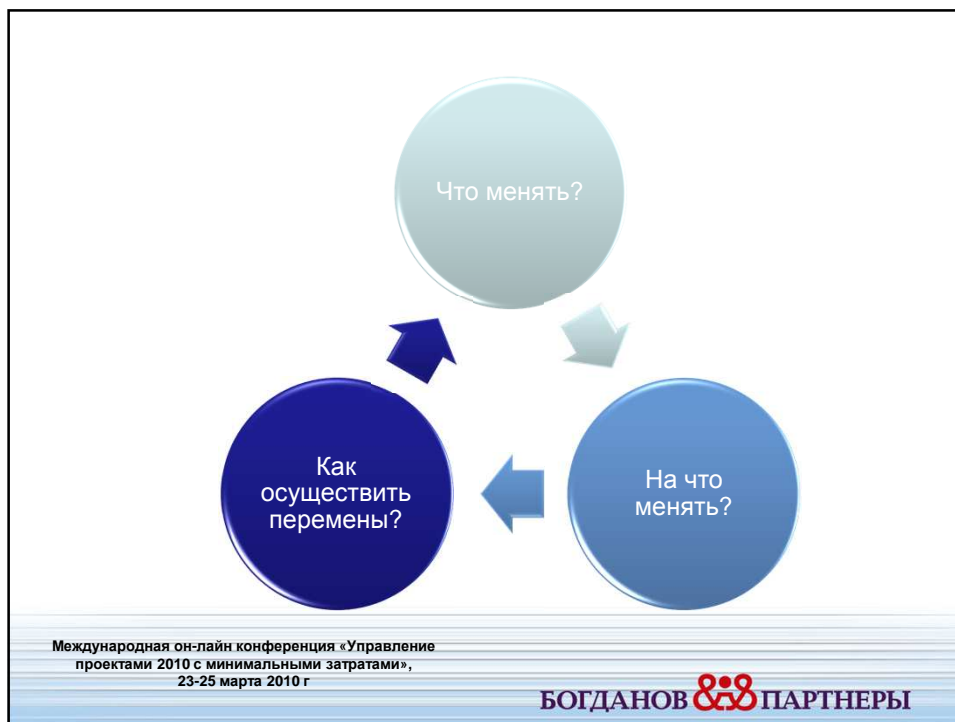 Что менять?
На что
менять?
Как
осуществить
перемены?
Международная он-лайн конференция «Управление
проектами 2010 с минимальными затратами»,
23-25 марта 2010 г
БОГДАНОВ & ПАРТНЕРЫ